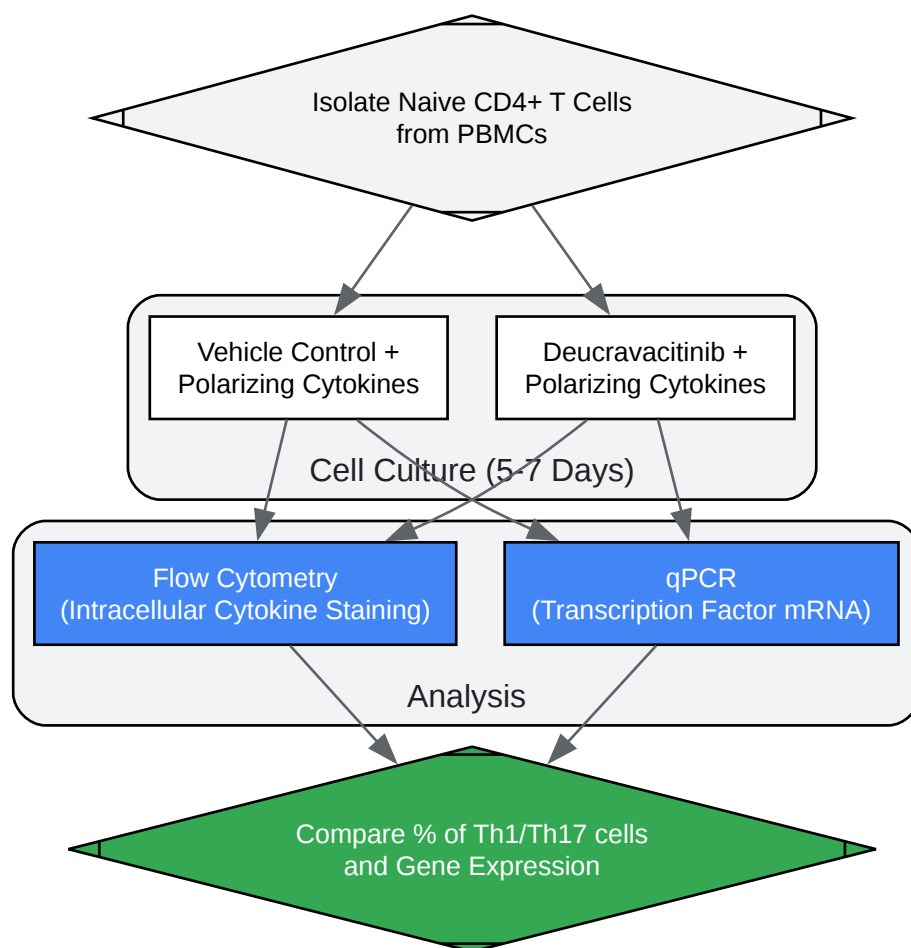 Isolate Naive CD4+ T Cells
from PBMCs
Vehicle Control +
Polarizing Cytokines
Deucravacitinib +
Polarizing Cytokines
Cell Culture (5-7 Days)
Flow Cytometry
(Intracellular Cytokine Staining)
qPCR
(Transcription Factor mRNA)
Analysis
Compare % of Th1/Th17 cells
and Gene Expression